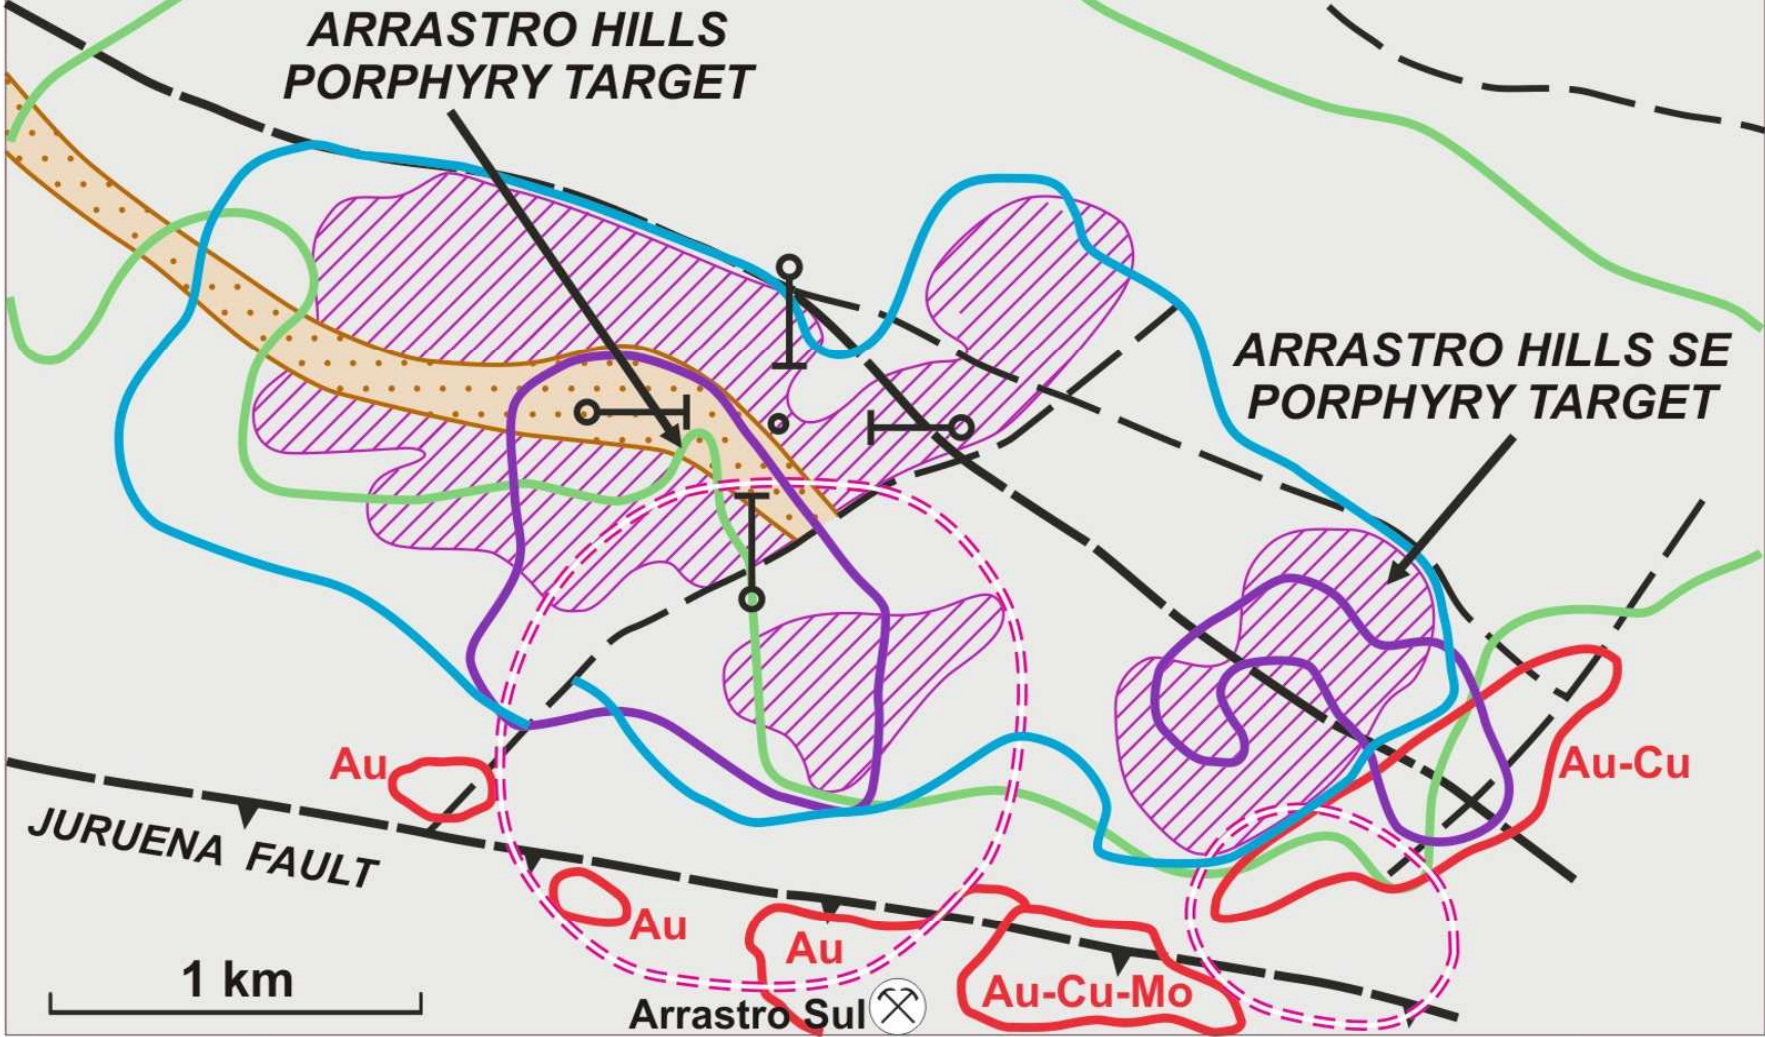 ARRASTRO HILLS
PORPHYRY TARGET
ARRASTRO HILLS SE
PORPHYRY TARGET
Au
Au-Cu
JURUENA FAULT
Au
Au
Au-Cu-Mo
1 km
Arrastro Sul